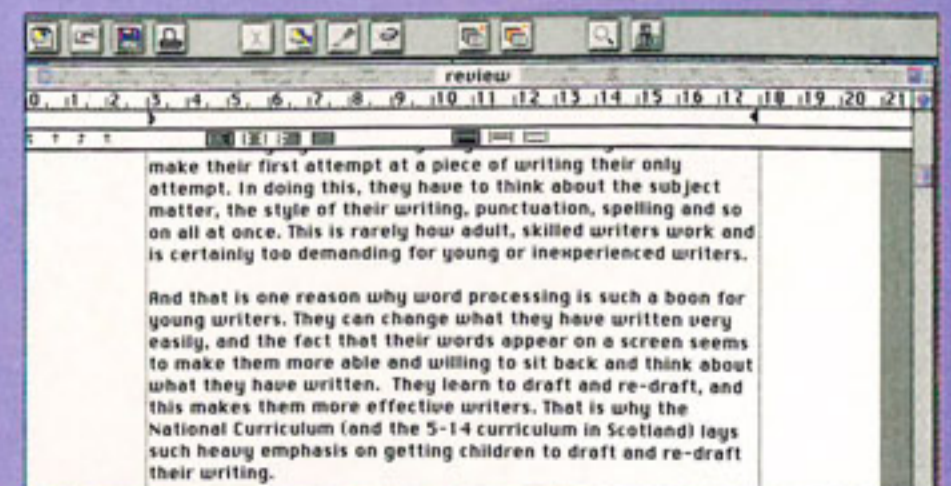 review
0 1 2 3 4 5 6 7 8 9 10 11 12 13 14 15 16 17 18 19 20 21
make their first attempt at a piece of writing their only
attempt. In doing this, they have to think about the subject
matter, the style of their writing, punctuation, spelling and so
on all at once. This is rarely how adult, skilled writers work and
is certainly too demanding for young or inexperienced writers.
And that is one reason why word processing is such a boon for
young writers. They can change what they have written very
easily, and the fact that their words appear on a screen seems
to make them more able and willing to sit back and think about
what they have written. They learn to draft and re-draft, and
this makes them more effective writers. That is why the
National Curriculum (and the 5-14 curriculum in Scotland) lays
such heavy emphasis on getting children to draft and re-draft
their writing.